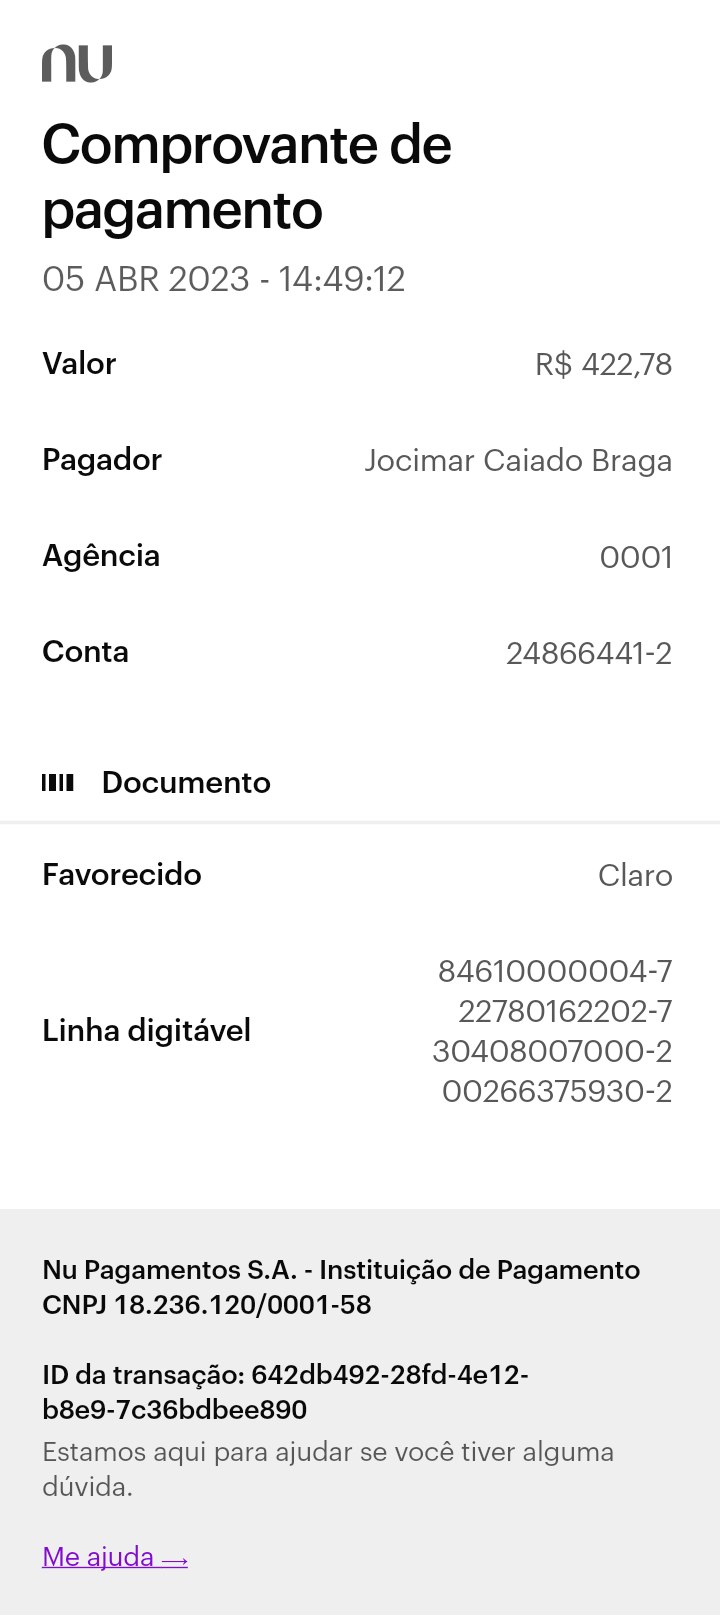 nu
Comprovante de
pagamento
05 ABR 2023 - 14:49:12
Valor R$ 422,78
Pagador Jocimar Caiado Braga
Agência 0001
Conta 24866441-2
Documento
Favorecido Claro
84610000004-7
22780162202-7
Linha digitável
30408007000-2
00266375930-2
Nu Pagamentos S.A. - Instituição de Pagamento
CNPJ 18.236.120/0001-58
ID da transação: 642db492-28fd-4e12-
b8e9-7c36bdbee890
Estamos aqui para ajudar se você tiver alguma
dúvida.
Me ajuda →